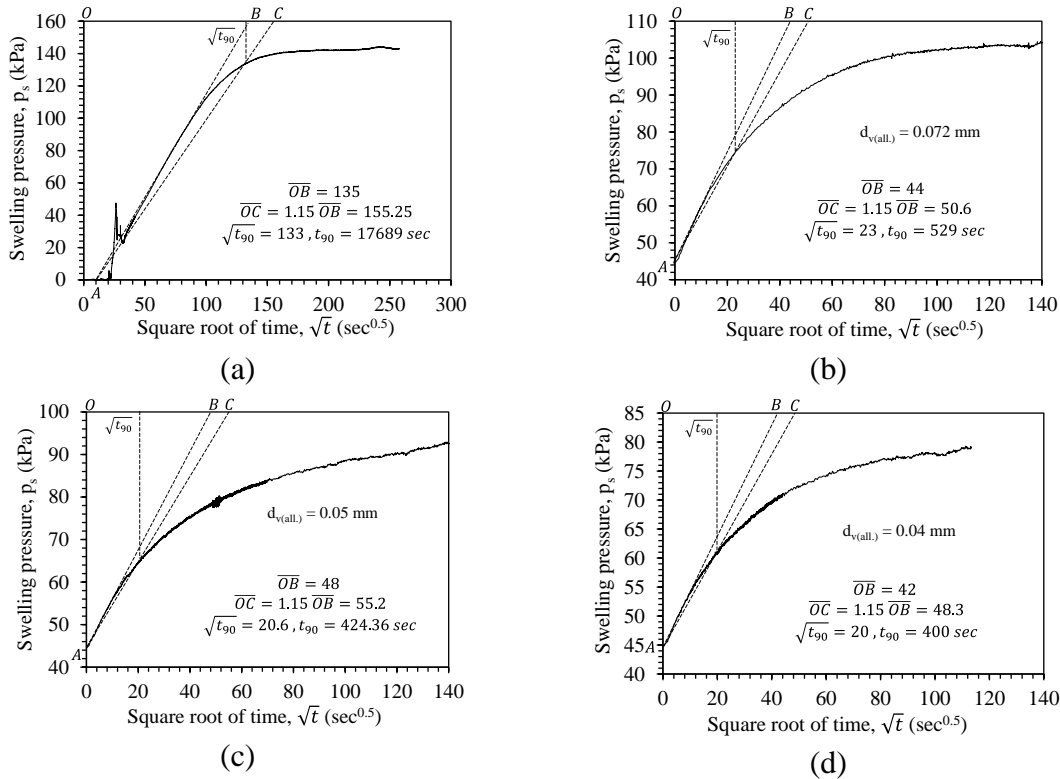 O B C
160
140
120
100
80
60
40
20
0
√t₉₀
Swelling pressure, pₛ (kPa)
OB = 135
OC = 1.15 OB = 155.25
√t₉₀ = 133 , t₉₀ = 17689 sec
A
0 50 100 150 200 250 300
Square root of time, √t (sec⁰·⁵)
(a)
O B C
110
100
90
80
70
60
50
40
√t₉₀
Swelling pressure, pₛ (kPa)
d_v(all.) = 0.072 mm
OB = 44
OC = 1.15 OB = 50.6
√t₉₀ = 23 , t₉₀ = 529 sec
A
0 20 40 60 80 100 120 140
Square root of time, √t (sec⁰·⁵)
(b)
O B C
100
90
80
70
60
50
40
√t₉₀
Swelling pressure, pₛ (kPa)
d_v(all.) = 0.05 mm
OB = 48
OC = 1.15 OB = 55.2
√t₉₀ = 20.6 , t₉₀ = 424.36 sec
A
0 20 40 60 80 100 120 140
Square root of time, √t (sec⁰·⁵)
(c)
O B C
85
80
75
70
65
60
55
50
45
40
√t₉₀
Swelling pressure, pₛ (kPa)
d_v(all.) = 0.04 mm
OB = 42
OC = 1.15 OB = 48.3
√t₉₀ = 20 , t₉₀ = 400 sec
A
0 20 40 60 80 100 120 140
Square root of time, √t (sec⁰·⁵)
(d)